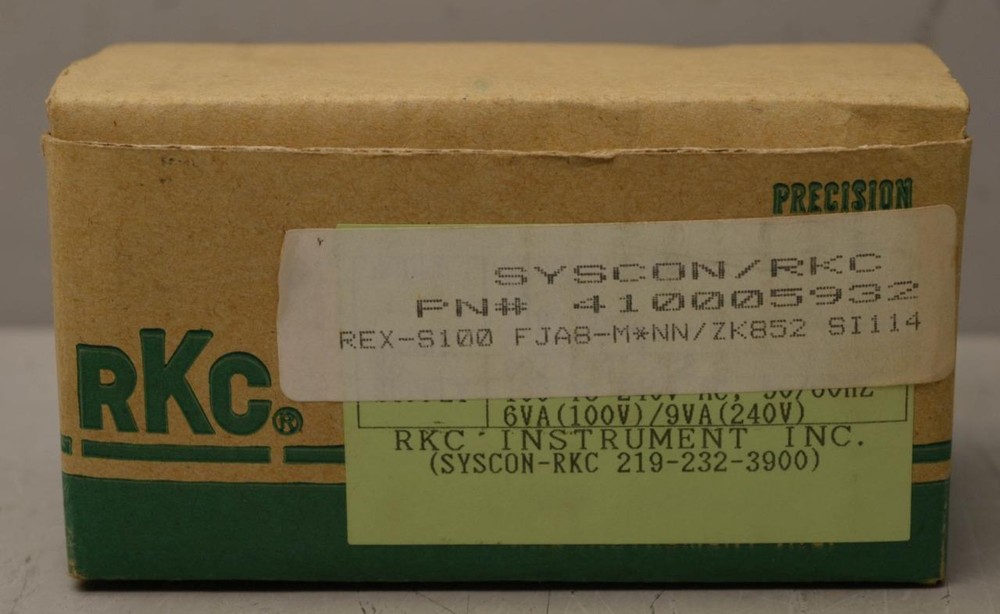 PRECISION
SYSCON/RKC
PN# 410005932
REX-S100 FJA8-M*NN/ZK852 SI114
RKC®
6VA(100V)/9VA(240V)
RKC INSTRUMENT INC.
(SYSCON-RKC 219-232-3900)